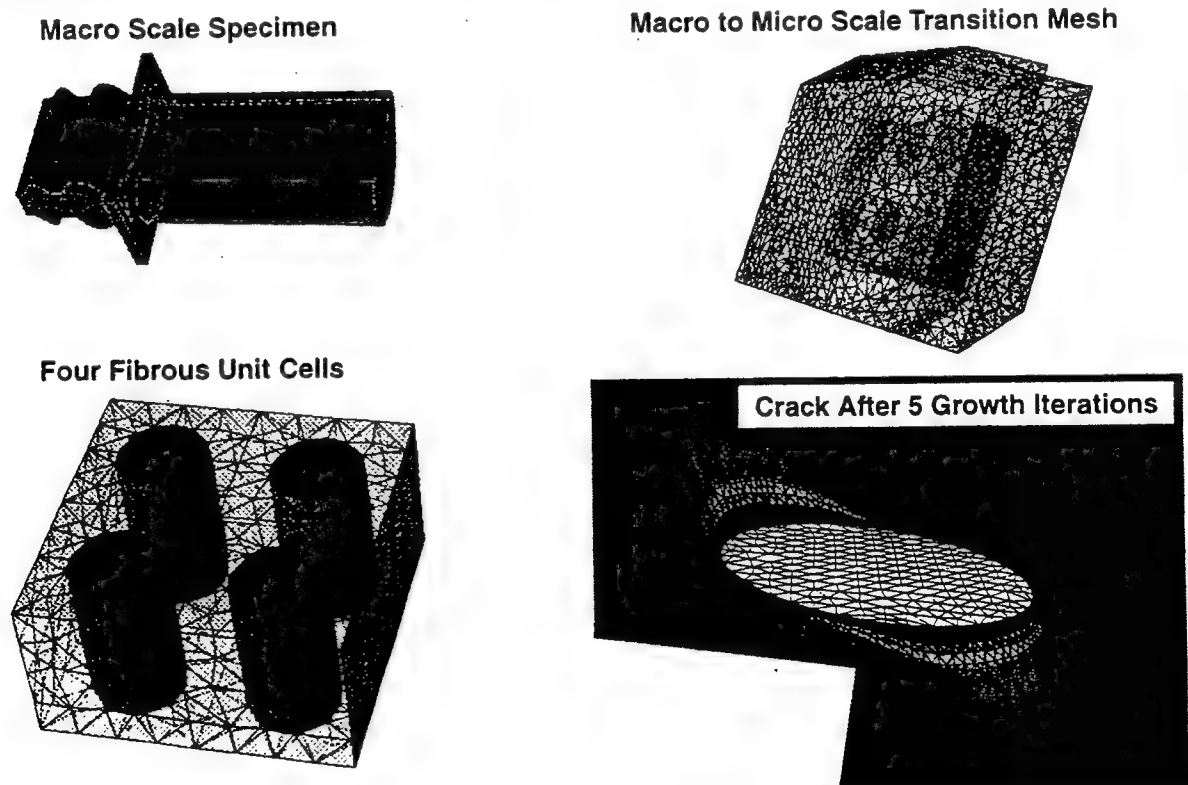 Macro Scale Specimen
Macro to Micro Scale Transition Mesh
Four Fibrous Unit Cells
Crack After 5 Growth Iterations